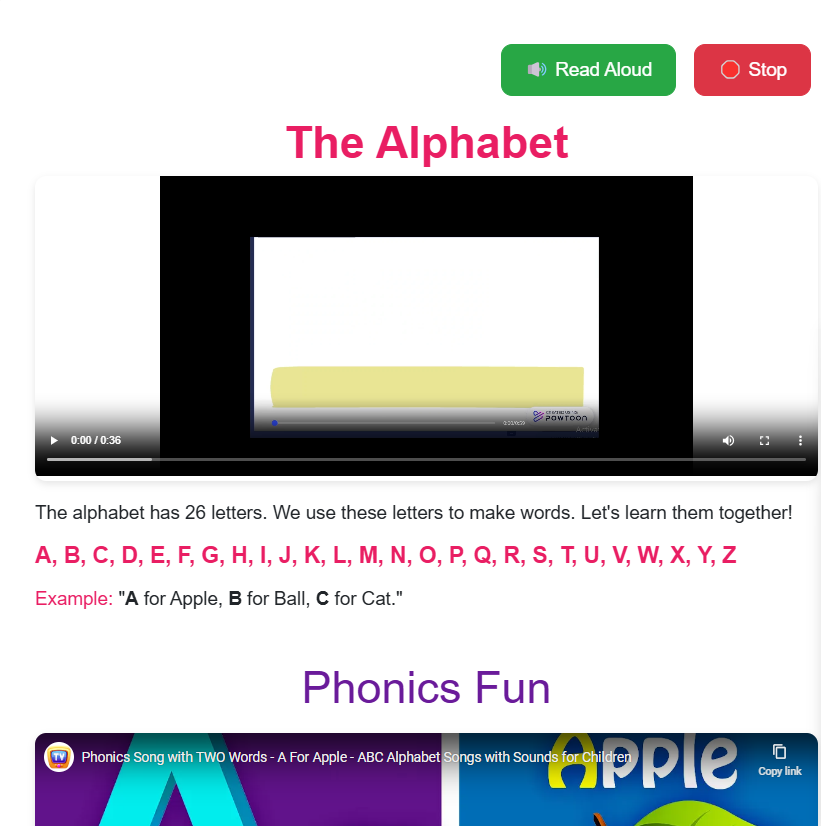 Read Aloud
Stop
The Alphabet
POWTOON
0:00 / 0:36
The alphabet has 26 letters. We use these letters to make words. Let's learn them together!
A, B, C, D, E, F, G, H, I, J, K, L, M, N, O, P, Q, R, S, T, U, V, W, X, Y, Z
Example: "A for Apple, B for Ball, C for Cat."
Phonics Fun
TV
Phonics Song with TWO Words - A For Apple - ABC Alphabet Songs with Sounds for Children
Apple
Copy link
A